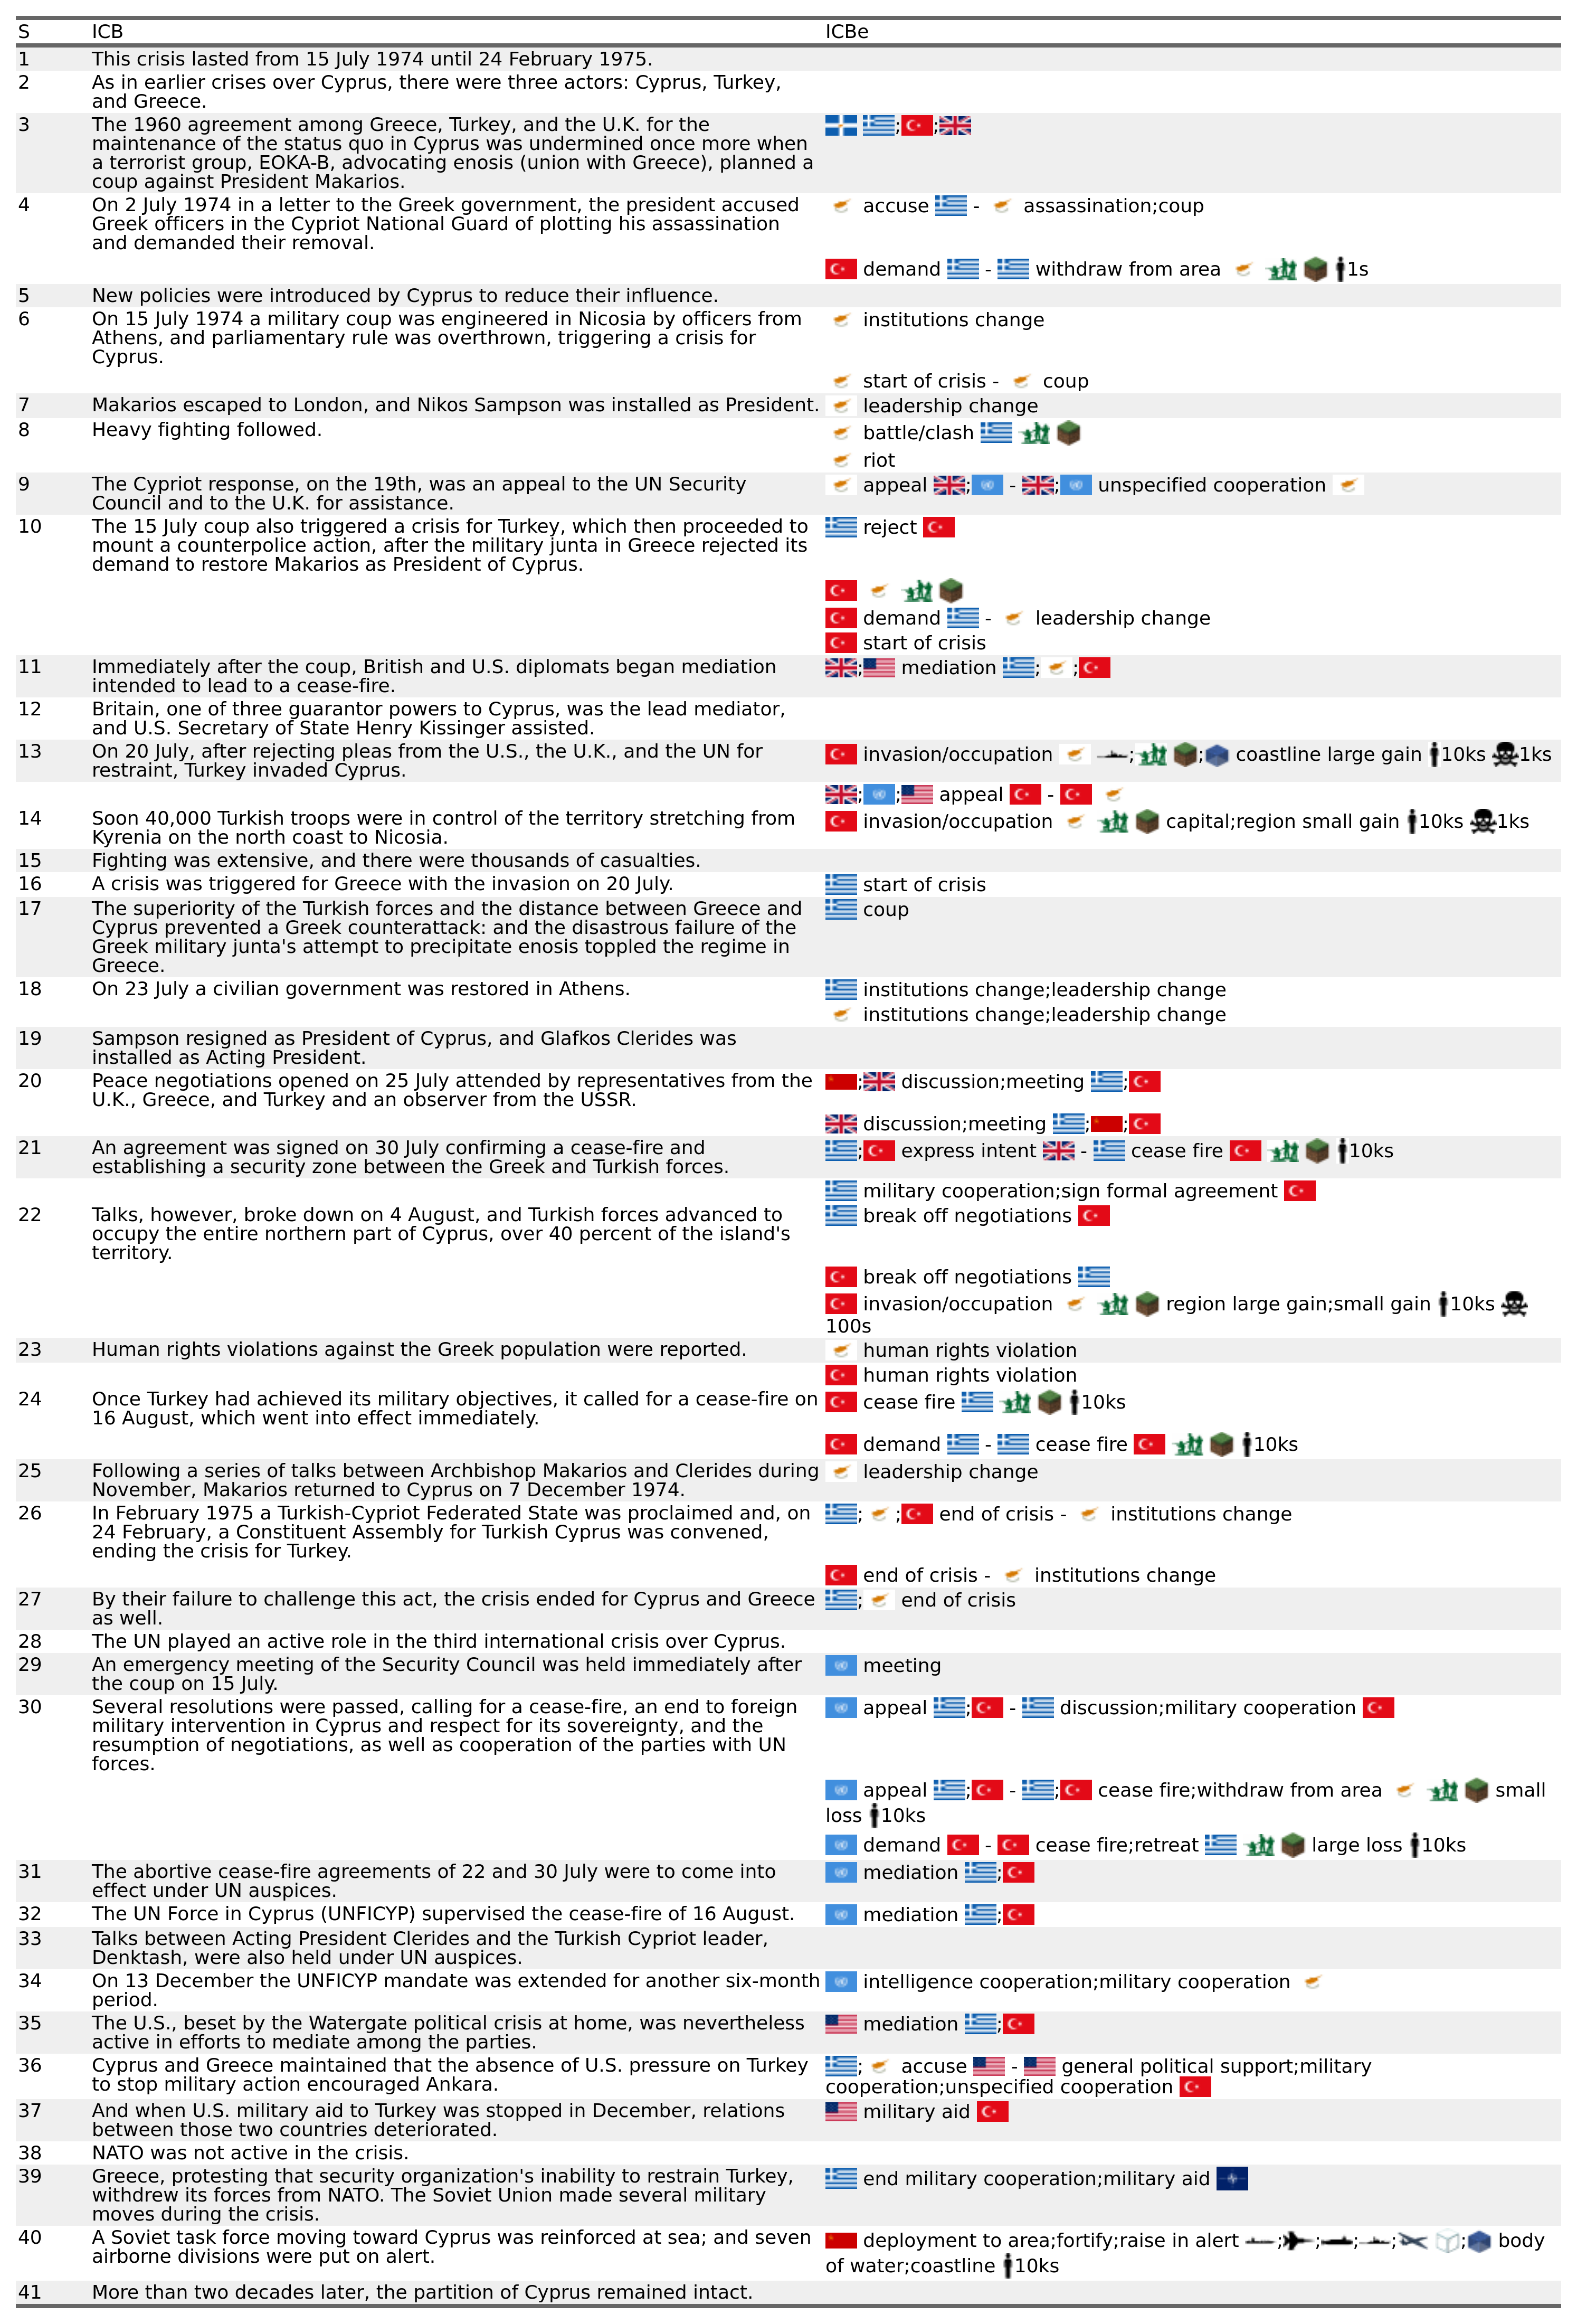 S ICB ICBe
1 This crisis lasted from 15 July 1974 until 24 February 1975.
2 As in earlier crises over Cyprus, there were three actors: Cyprus, Turkey,
and Greece.
3 The 1960 agreement among Greece, Turkey, and the U.K. for the ; ;
maintenance of the status quo in Cyprus was undermined once more when
a terrorist group, EOKA-B, advocating enosis (union with Greece), planned a
coup against President Makarios.
4 On 2 July 1974 in a letter to the Greek government, the president accused accuse - assassination;coup
Greek officers in the Cypriot National Guard of plotting his assassination
and demanded their removal.
demand - withdraw from area 1s
5 New policies were introduced by Cyprus to reduce their influence.
6 On 15 July 1974 a military coup was engineered in Nicosia by officers from institutions change
Athens, and parliamentary rule was overthrown, triggering a crisis for
Cyprus.
start of crisis - coup
7 Makarios escaped to London, and Nikos Sampson was installed as President. leadership change
8 Heavy fighting followed. battle/clash
riot
9 The Cypriot response, on the 19th, was an appeal to the UN Security appeal ; - ; unspecified cooperation
Council and to the U.K. for assistance.
10 The 15 July coup also triggered a crisis for Turkey, which then proceeded to reject
mount a counterpolice action, after the military junta in Greece rejected its
demand to restore Makarios as President of Cyprus.
demand - leadership change
start of crisis
11 Immediately after the coup, British and U.S. diplomats began mediation ; mediation ; ;
intended to lead to a cease-fire.
12 Britain, one of three guarantor powers to Cyprus, was the lead mediator,
and U.S. Secretary of State Henry Kissinger assisted.
13 On 20 July, after rejecting pleas from the U.S., the U.K., and the UN for invasion/occupation ; ; coastline large gain 10ks 1ks
restraint, Turkey invaded Cyprus.
; ; appeal -
14 Soon 40,000 Turkish troops were in control of the territory stretching from invasion/occupation capital;region small gain 10ks 1ks
Kyrenia on the north coast to Nicosia.
15 Fighting was extensive, and there were thousands of casualties.
16 A crisis was triggered for Greece with the invasion on 20 July. start of crisis
17 The superiority of the Turkish forces and the distance between Greece and coup
Cyprus prevented a Greek counterattack: and the disastrous failure of the
Greek military junta's attempt to precipitate enosis toppled the regime in
Greece.
18 On 23 July a civilian government was restored in Athens. institutions change;leadership change
institutions change;leadership change
19 Sampson resigned as President of Cyprus, and Glafkos Clerides was
installed as Acting President.
20 Peace negotiations opened on 25 July attended by representatives from the ; discussion;meeting ;
U.K., Greece, and Turkey and an observer from the USSR.
discussion;meeting ; ;
21 An agreement was signed on 30 July confirming a cease-fire and ; express intent - cease fire 10ks
establishing a security zone between the Greek and Turkish forces.
military cooperation;sign formal agreement
22 Talks, however, broke down on 4 August, and Turkish forces advanced to break off negotiations
occupy the entire northern part of Cyprus, over 40 percent of the island's
territory.
break off negotiations
invasion/occupation region large gain;small gain 10ks
100s
23 Human rights violations against the Greek population were reported. human rights violation
human rights violation
24 Once Turkey had achieved its military objectives, it called for a cease-fire on cease fire 10ks
16 August, which went into effect immediately.
demand - cease fire 10ks
25 Following a series of talks between Archbishop Makarios and Clerides during leadership change
November, Makarios returned to Cyprus on 7 December 1974.
26 In February 1975 a Turkish-Cypriot Federated State was proclaimed and, on ; ; end of crisis - institutions change
24 February, a Constituent Assembly for Turkish Cyprus was convened,
ending the crisis for Turkey.
end of crisis - institutions change
27 By their failure to challenge this act, the crisis ended for Cyprus and Greece ; end of crisis
as well.
28 The UN played an active role in the third international crisis over Cyprus.
29 An emergency meeting of the Security Council was held immediately after meeting
the coup on 15 July.
30 Several resolutions were passed, calling for a cease-fire, an end to foreign appeal ; - discussion;military cooperation
military intervention in Cyprus and respect for its sovereignty, and the
resumption of negotiations, as well as cooperation of the parties with UN
forces.
appeal ; - ; cease fire;withdraw from area small
loss 10ks
demand - cease fire;retreat large loss 10ks
31 The abortive cease-fire agreements of 22 and 30 July were to come into mediation ;
effect under UN auspices.
32 The UN Force in Cyprus (UNFICYP) supervised the cease-fire of 16 August. mediation ;
33 Talks between Acting President Clerides and the Turkish Cypriot leader,
Denktash, were also held under UN auspices.
34 On 13 December the UNFICYP mandate was extended for another six-month intelligence cooperation;military cooperation
period.
35 The U.S., beset by the Watergate political crisis at home, was nevertheless mediation ;
active in efforts to mediate among the parties.
36 Cyprus and Greece maintained that the absence of U.S. pressure on Turkey ; accuse - general political support;military
to stop military action encouraged Ankara. cooperation;unspecified cooperation
37 And when U.S. military aid to Turkey was stopped in December, relations military aid
between those two countries deteriorated.
38 NATO was not active in the crisis.
39 Greece, protesting that security organization's inability to restrain Turkey, end military cooperation;military aid
withdrew its forces from NATO. The Soviet Union made several military
moves during the crisis.
40 A Soviet task force moving toward Cyprus was reinforced at sea; and seven deployment to area;fortify;raise in alert ; ; ; ; ; body
airborne divisions were put on alert. of water;coastline 10ks
41 More than two decades later, the partition of Cyprus remained intact.